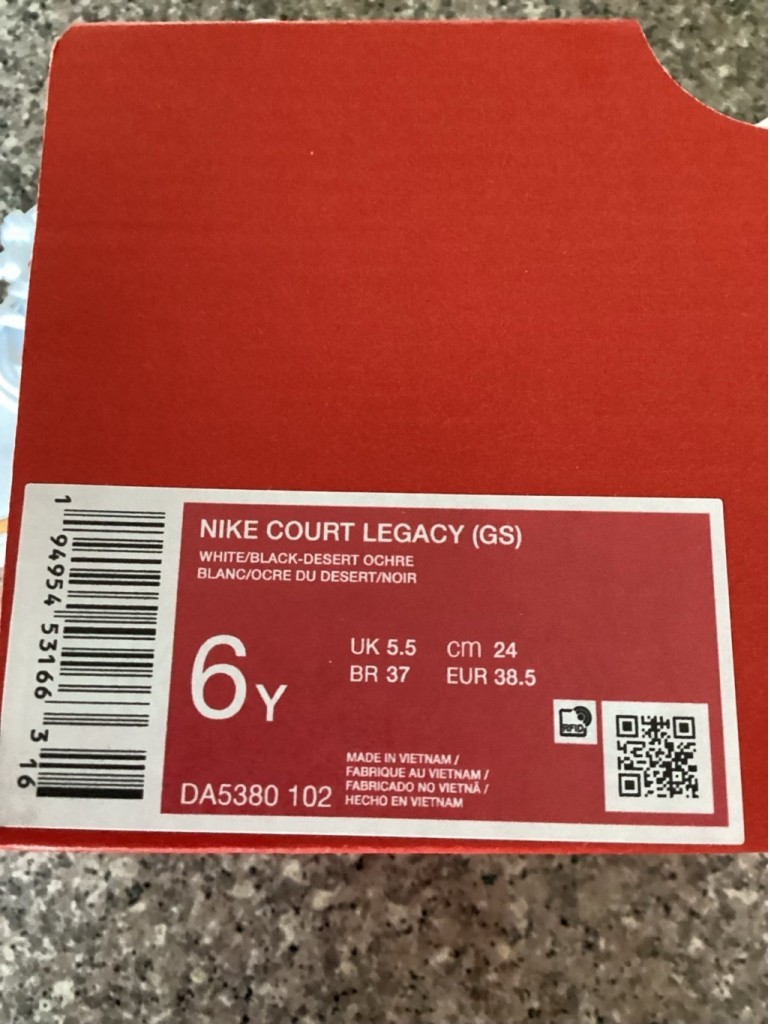 NIKE COURT LEGACY (GS)
WHITE/BLACK-DESERT OCHRE
BLANC/OCRE DU DESERT/NOIR
6Y
UK 5.5 cm 24
BR 37 EUR 38.5
RFID
DA5380 102
MADE IN VIETNAM /
FABRIQUE AU VIETNAM /
FABRICADO NO VIETNÃ /
HECHO EN VIETNAM
1 94954 53166 3 16